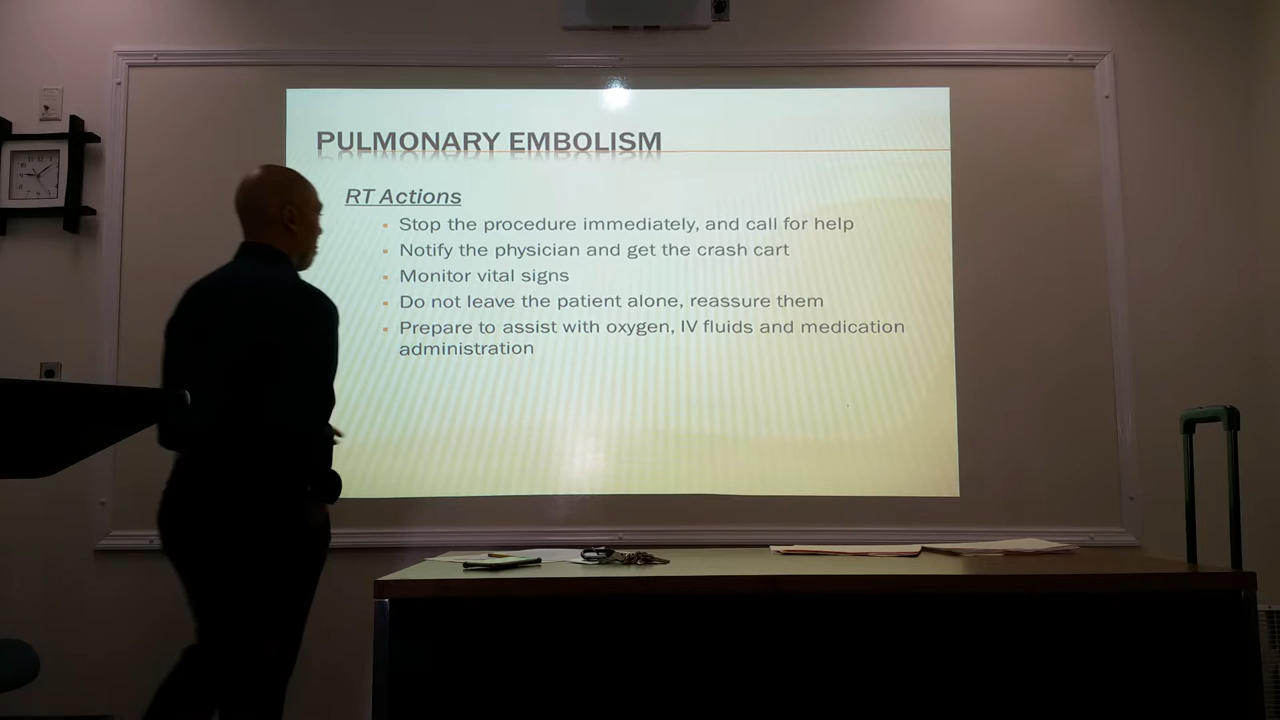 PULMONARY EMBOLISM
RT Actions
Stop the procedure immediately, and call for help
Notify the physician and get the crash cart
Monitor vital signs
Do not leave the patient alone, reassure them
Prepare to assist with oxygen, IV fluids and medication
administration